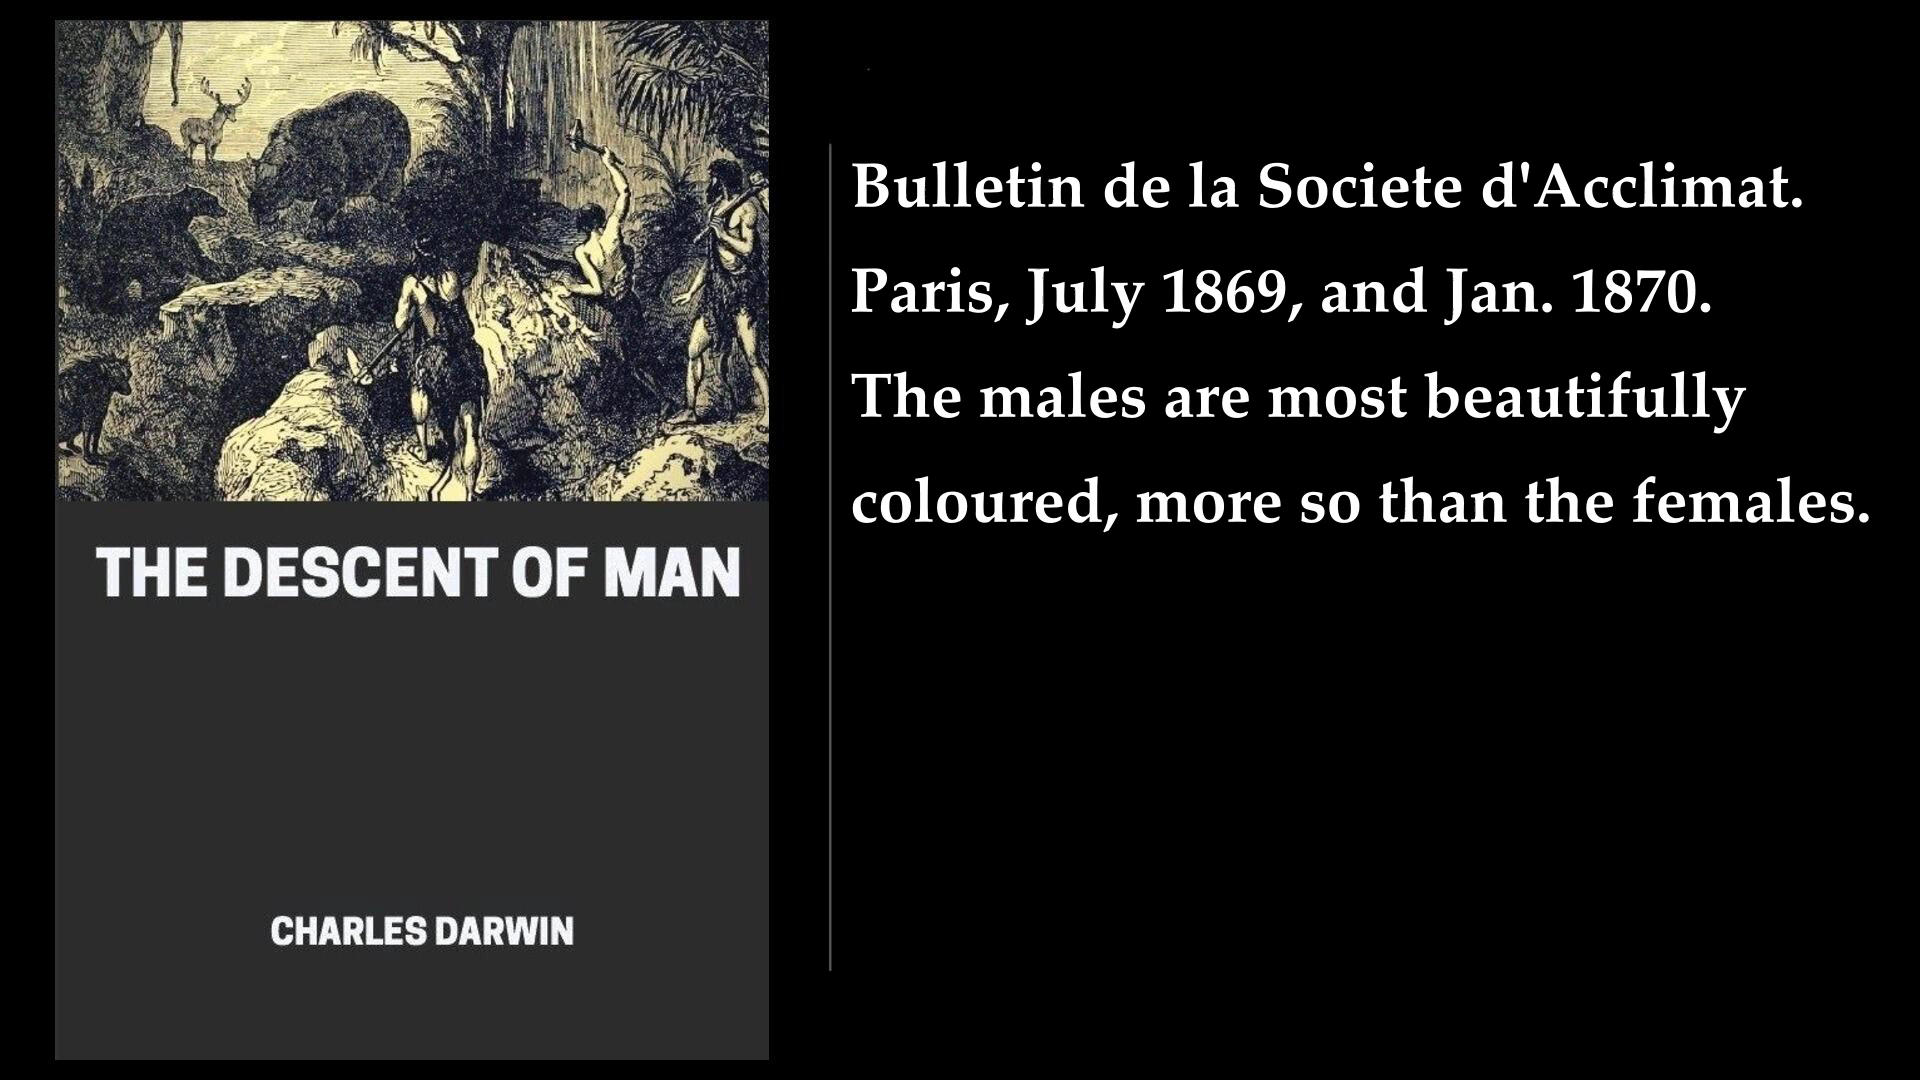 THE DESCENT OF MAN
CHARLES DARWIN
Bulletin de la Societe d'Acclimat.
Paris, July 1869, and Jan. 1870.
The males are most beautifully
coloured, more so than the females.